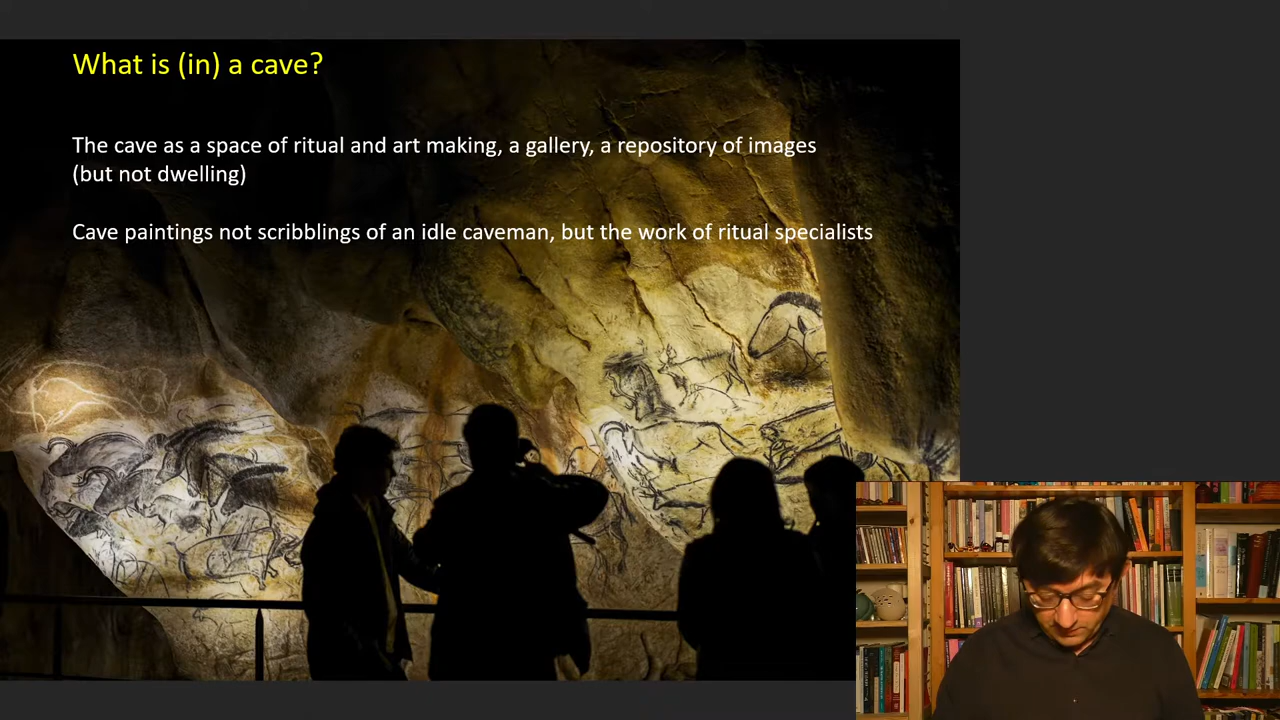 What is (in) a cave?
The cave as a space of ritual and art making, a gallery, a repository of images
(but not dwelling)
Cave paintings not scribblings of an idle caveman, but the work of ritual specialists